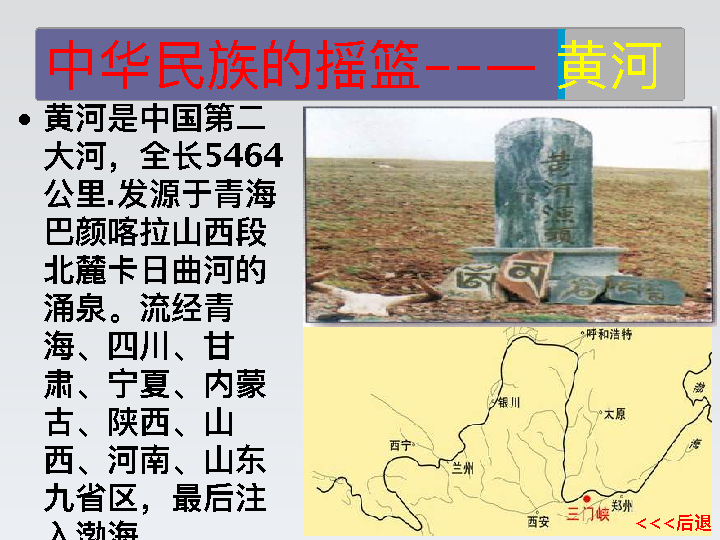 中华民族的摇篮--— 黄河
• 黄河是中国第二
大河，全长5464
公里.发源于青海
巴颜喀拉山西段
北麓卡日曲河的
涌泉。流经青
海、四川、甘
肃、宁夏、内蒙
古、陕西、山
西、河南、山东
九省区，最后注
入渤海
黄河源頭
呼和浩特
银川
太原
渤
海
西宁
兰州
西安
三门峡
郑州
<<<后退